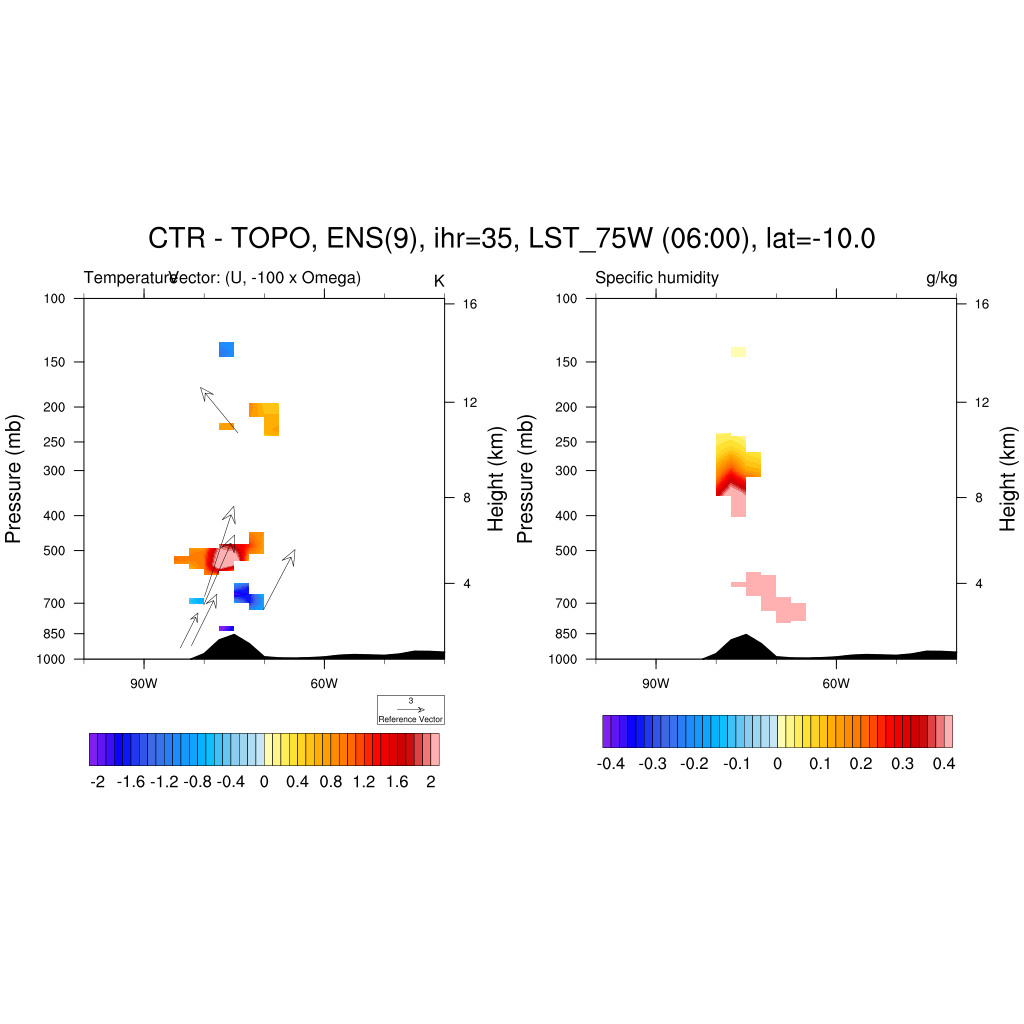 CTR - TOPO, ENS(9), ihr=35, LST_75W (06:00), lat=-10.0
Temperature Vector: (U, -100 x Omega) K
Specific humidity g/kg
100
150
200
250
300
400
500
700
850
1000
Pressure (mb)
16
12
8
4
Height (km)
90W 60W
3
Reference Vector
-2 -1.6 -1.2 -0.8 -0.4 0 0.4 0.8 1.2 1.6 2
100
150
200
250
300
400
500
700
850
1000
Pressure (mb)
16
12
8
4
Height (km)
90W 60W
-0.4 -0.3 -0.2 -0.1 0 0.1 0.2 0.3 0.4